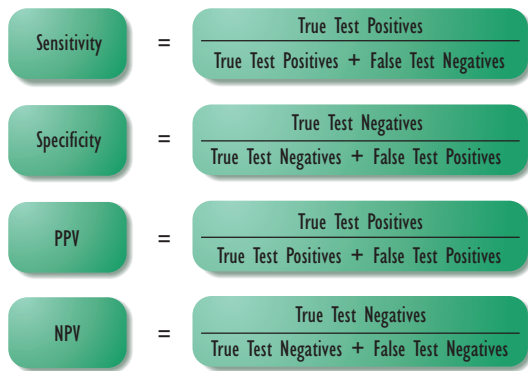 Sensitivity = True Test Positives
True Test Positives + False Test Negatives
Specificity = True Test Negatives
True Test Negatives + False Test Positives
PPV = True Test Positives
True Test Positives + False Test Positives
NPV = True Test Negatives
True Test Negatives + False Test Negatives